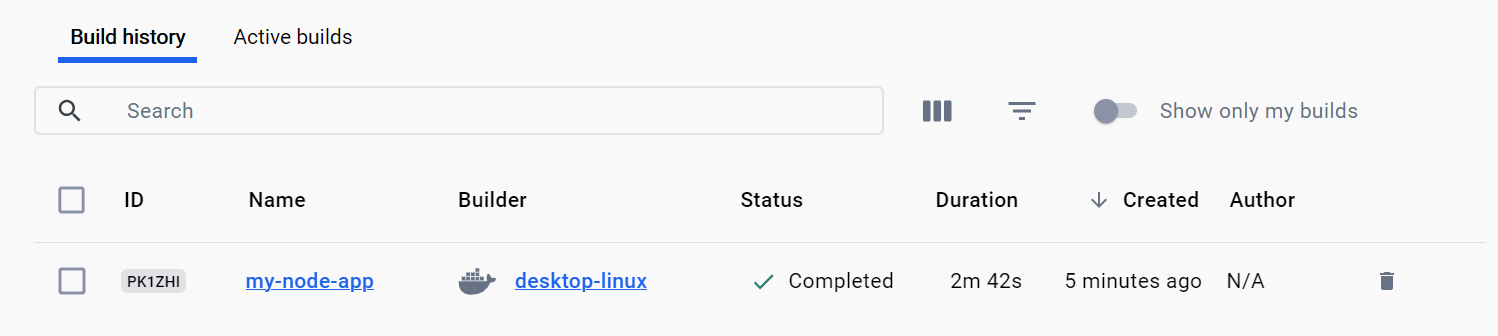 Build history Active builds
Search Show only my builds
ID Name Builder Status Duration Created Author
PK1ZHI my-node-app desktop-linux Completed 2m 42s 5 minutes ago N/A